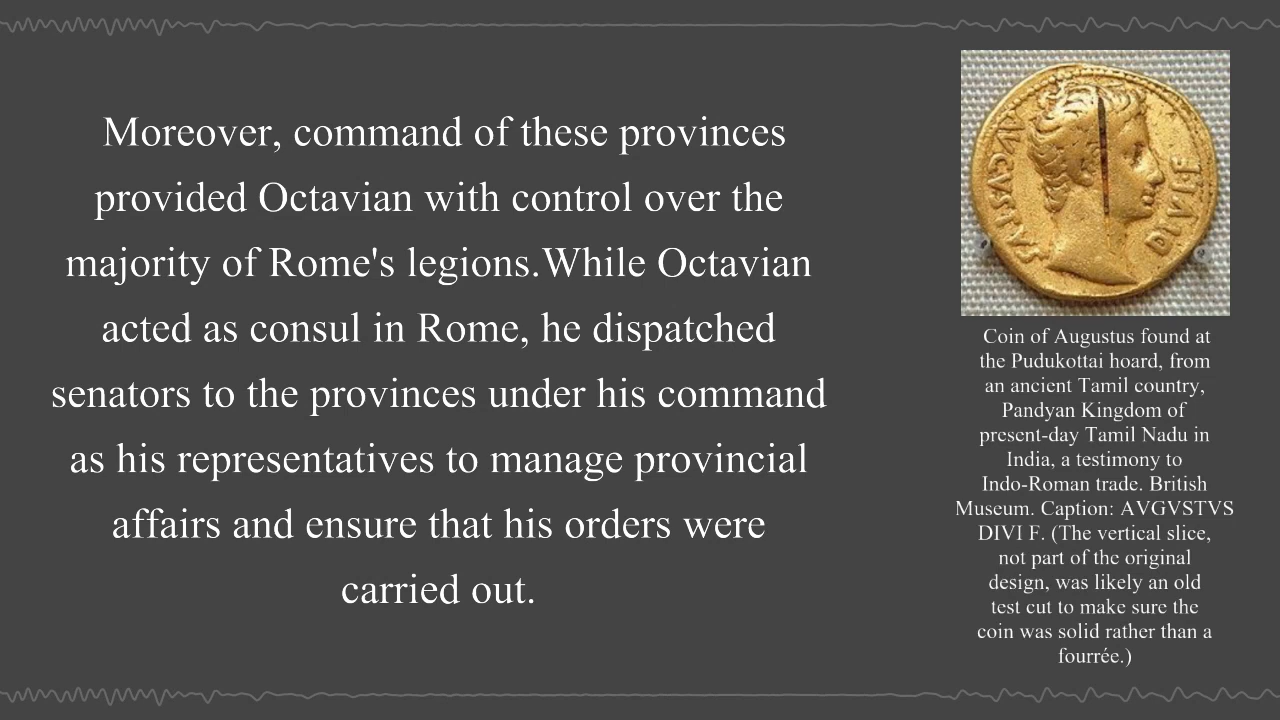 Moreover, command of these provinces
provided Octavian with control over the
majority of Rome's legions.While Octavian
acted as consul in Rome, he dispatched
senators to the provinces under his command
as his representatives to manage provincial
affairs and ensure that his orders were
carried out.
AVGVSTVS
DIVI F
Coin of Augustus found at
the Pudukottai hoard, from
an ancient Tamil country,
Pandyan Kingdom of
present-day Tamil Nadu in
India, a testimony to
Indo-Roman trade. British
Museum. Caption: AVGVSTVS
DIVI F. (The vertical slice,
not part of the original
design, was likely an old
test cut to make sure the
coin was solid rather than a
fourrée.)